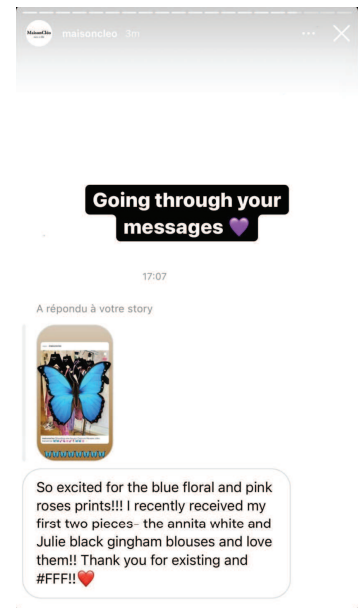 MaisonCléo
maisoncleo 3m
Going through your
messages 💜
17:07
A répondu à votre story
So excited for the blue floral and pink
roses prints!!! I recently received my
first two pieces- the annita white and
Julie black gingham blouses and love
them!! Thank you for existing and
#FFF!!❤️